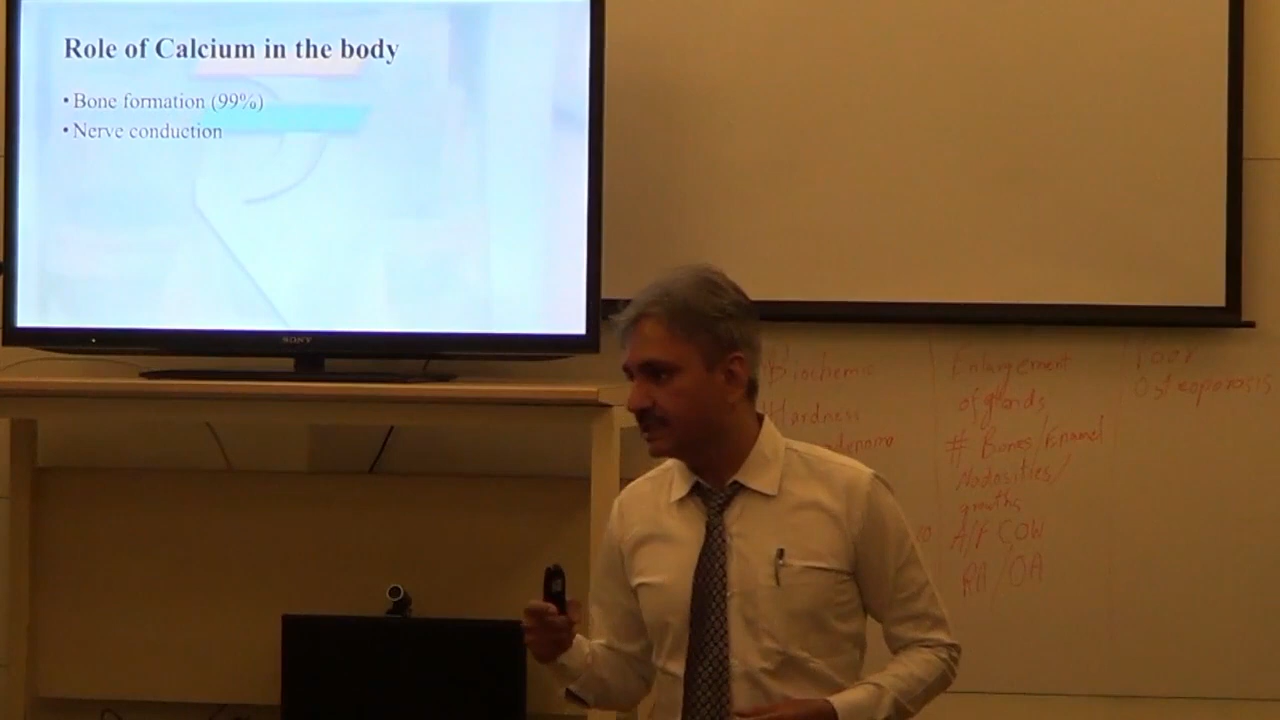 Role of Calcium in the body
• Bone formation (99%)
• Nerve conduction
SONY
Biochemic
Hardness
adenoma
Enlargement
of glands
# Bones/Enamel
Nodosities/
growths
A/F COW
RA/OA
Osteoporosis